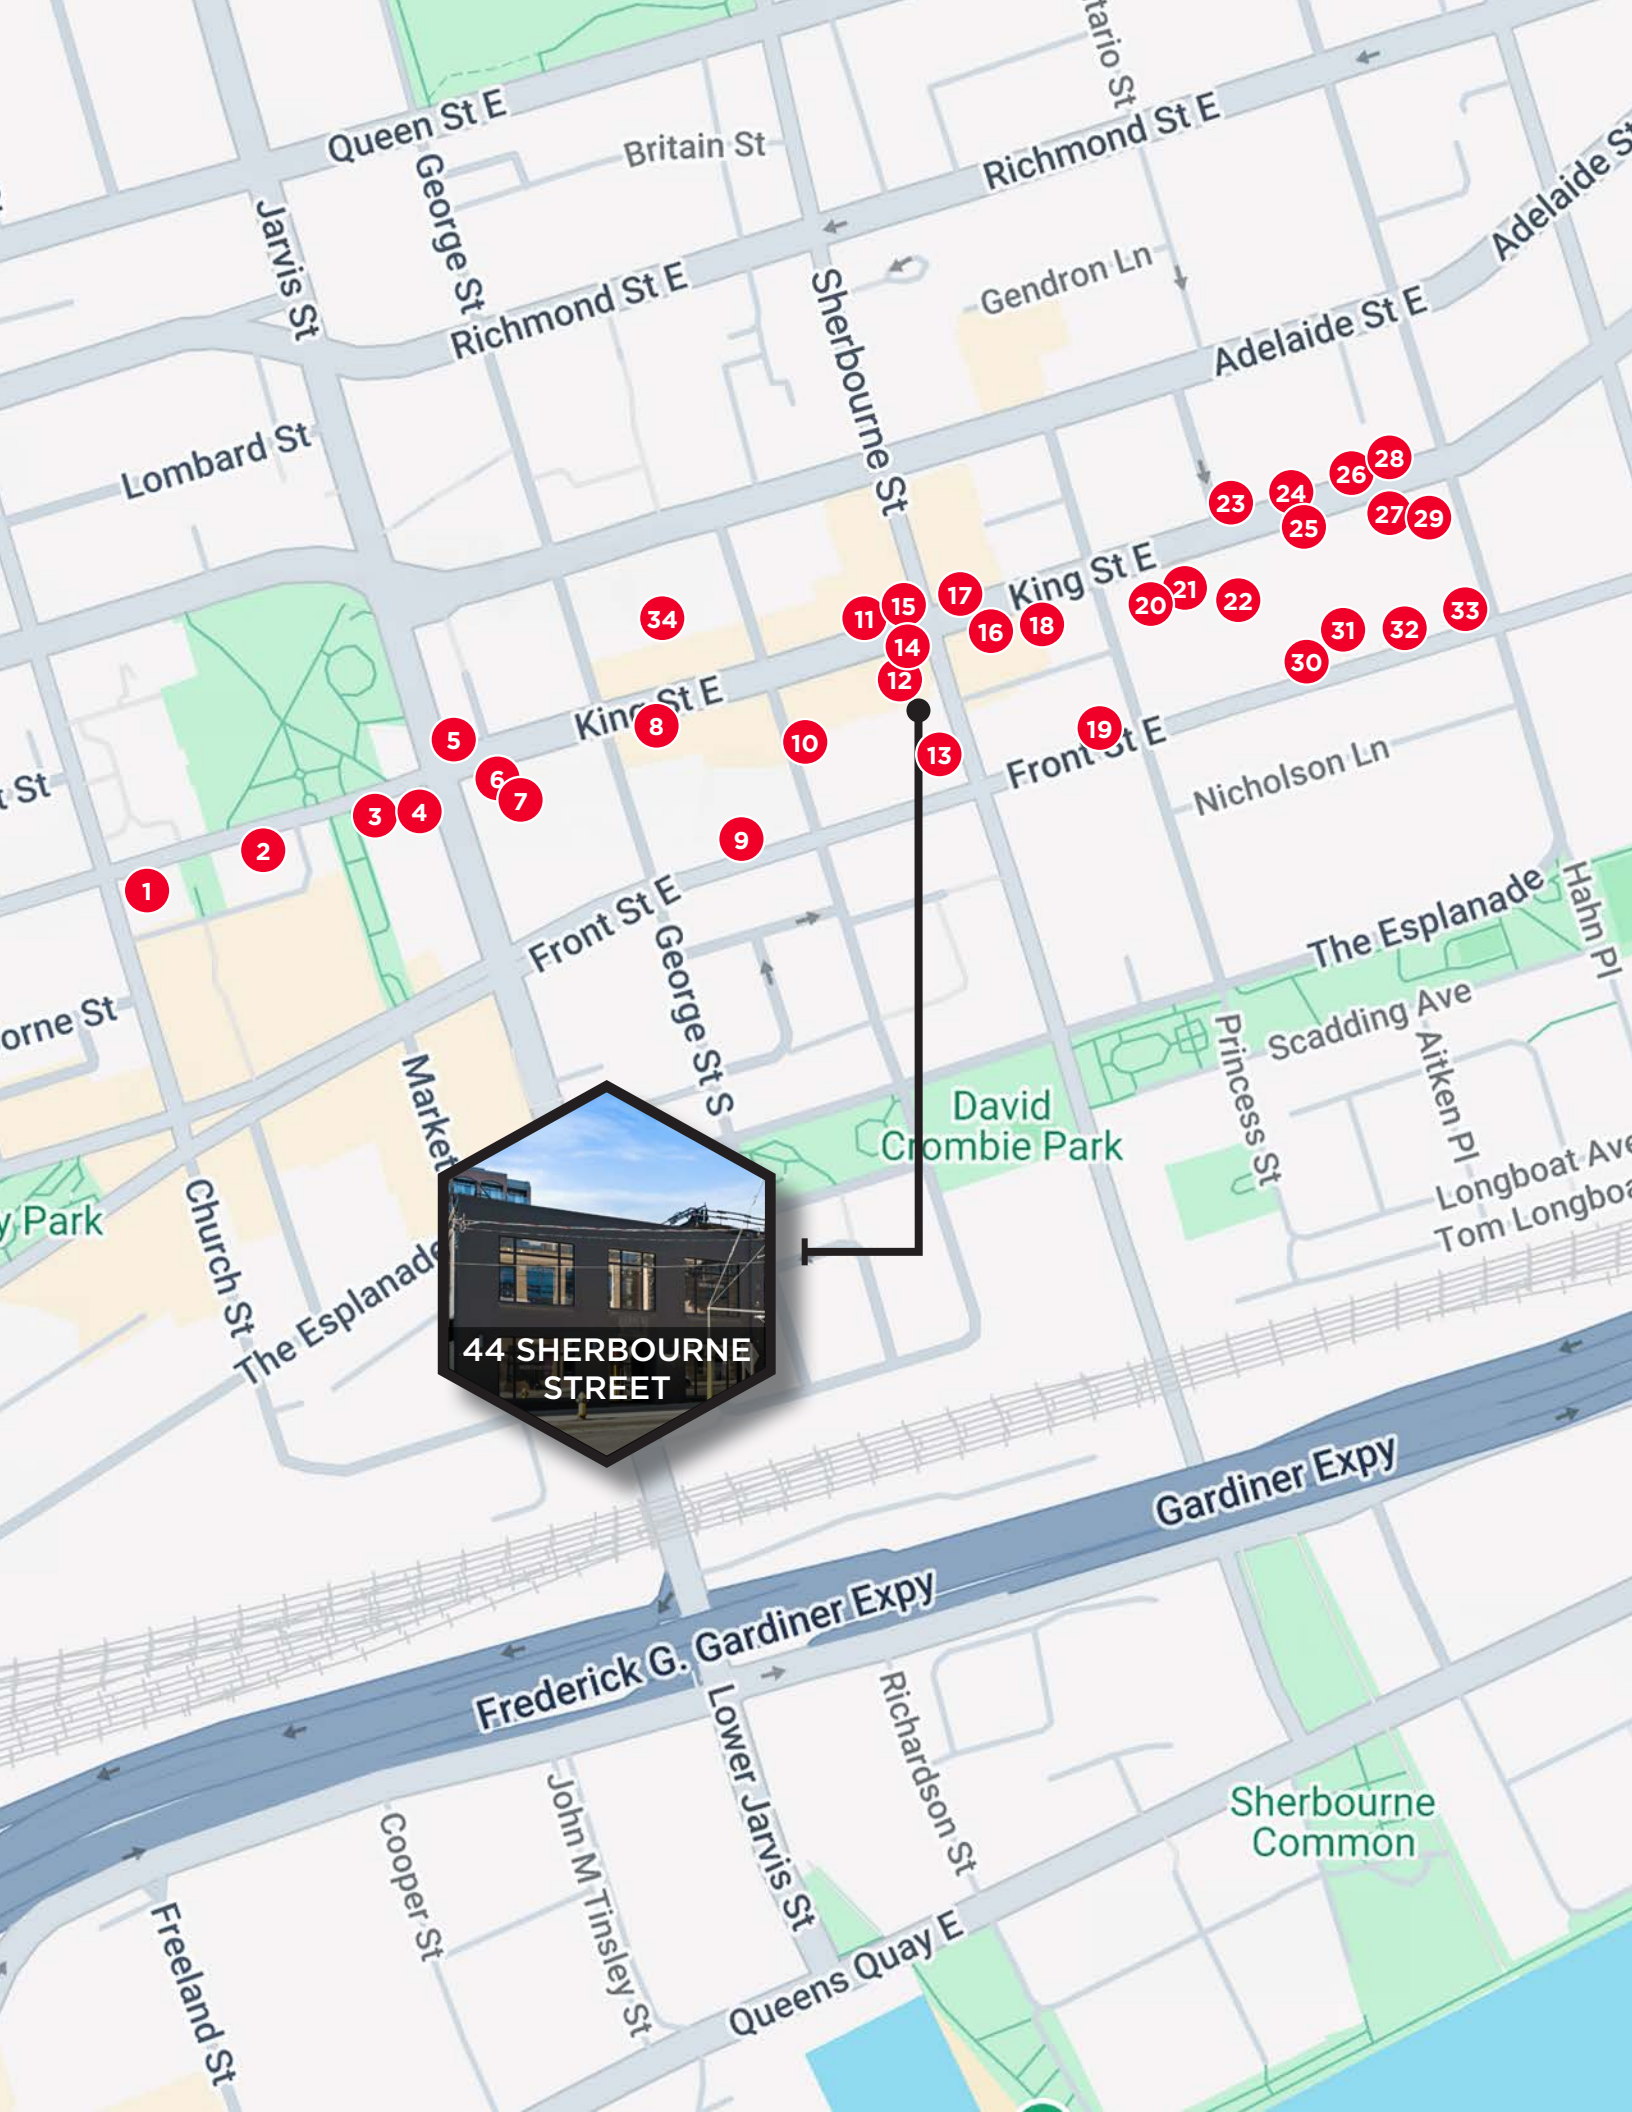 tario St
Queen St E
Britain St
Richmond St E
George St
Jarvis St
Adelaide St
Gendron Ln
Richmond St E
Sherbourne St
Adelaide St E
Lombard St
28
26
24
23
27
29
25
King St E
17
21
15
20
22
33
34
11
18
16
31
32
14
30
12
King St E
8
19
5
10
13
Front St E
6
Nicholson Ln
t St
7
4
3
9
2
1
The Esplanade
Hahn Pl
Front St E
George St S
orne St
Scadding Ave
Princess St
Aitken Pl
Market
David
Crombie Park
Longboat Ave
Tom Longboa
y Park
Church St
The Esplanade
44 SHERBOURNE
STREET
Gardiner Expy
Frederick G. Gardiner Expy
Lower Jarvis St
Richardson St
John M Tinsley St
Cooper St
Sherbourne
Common
Freeland St
Queens Quay E